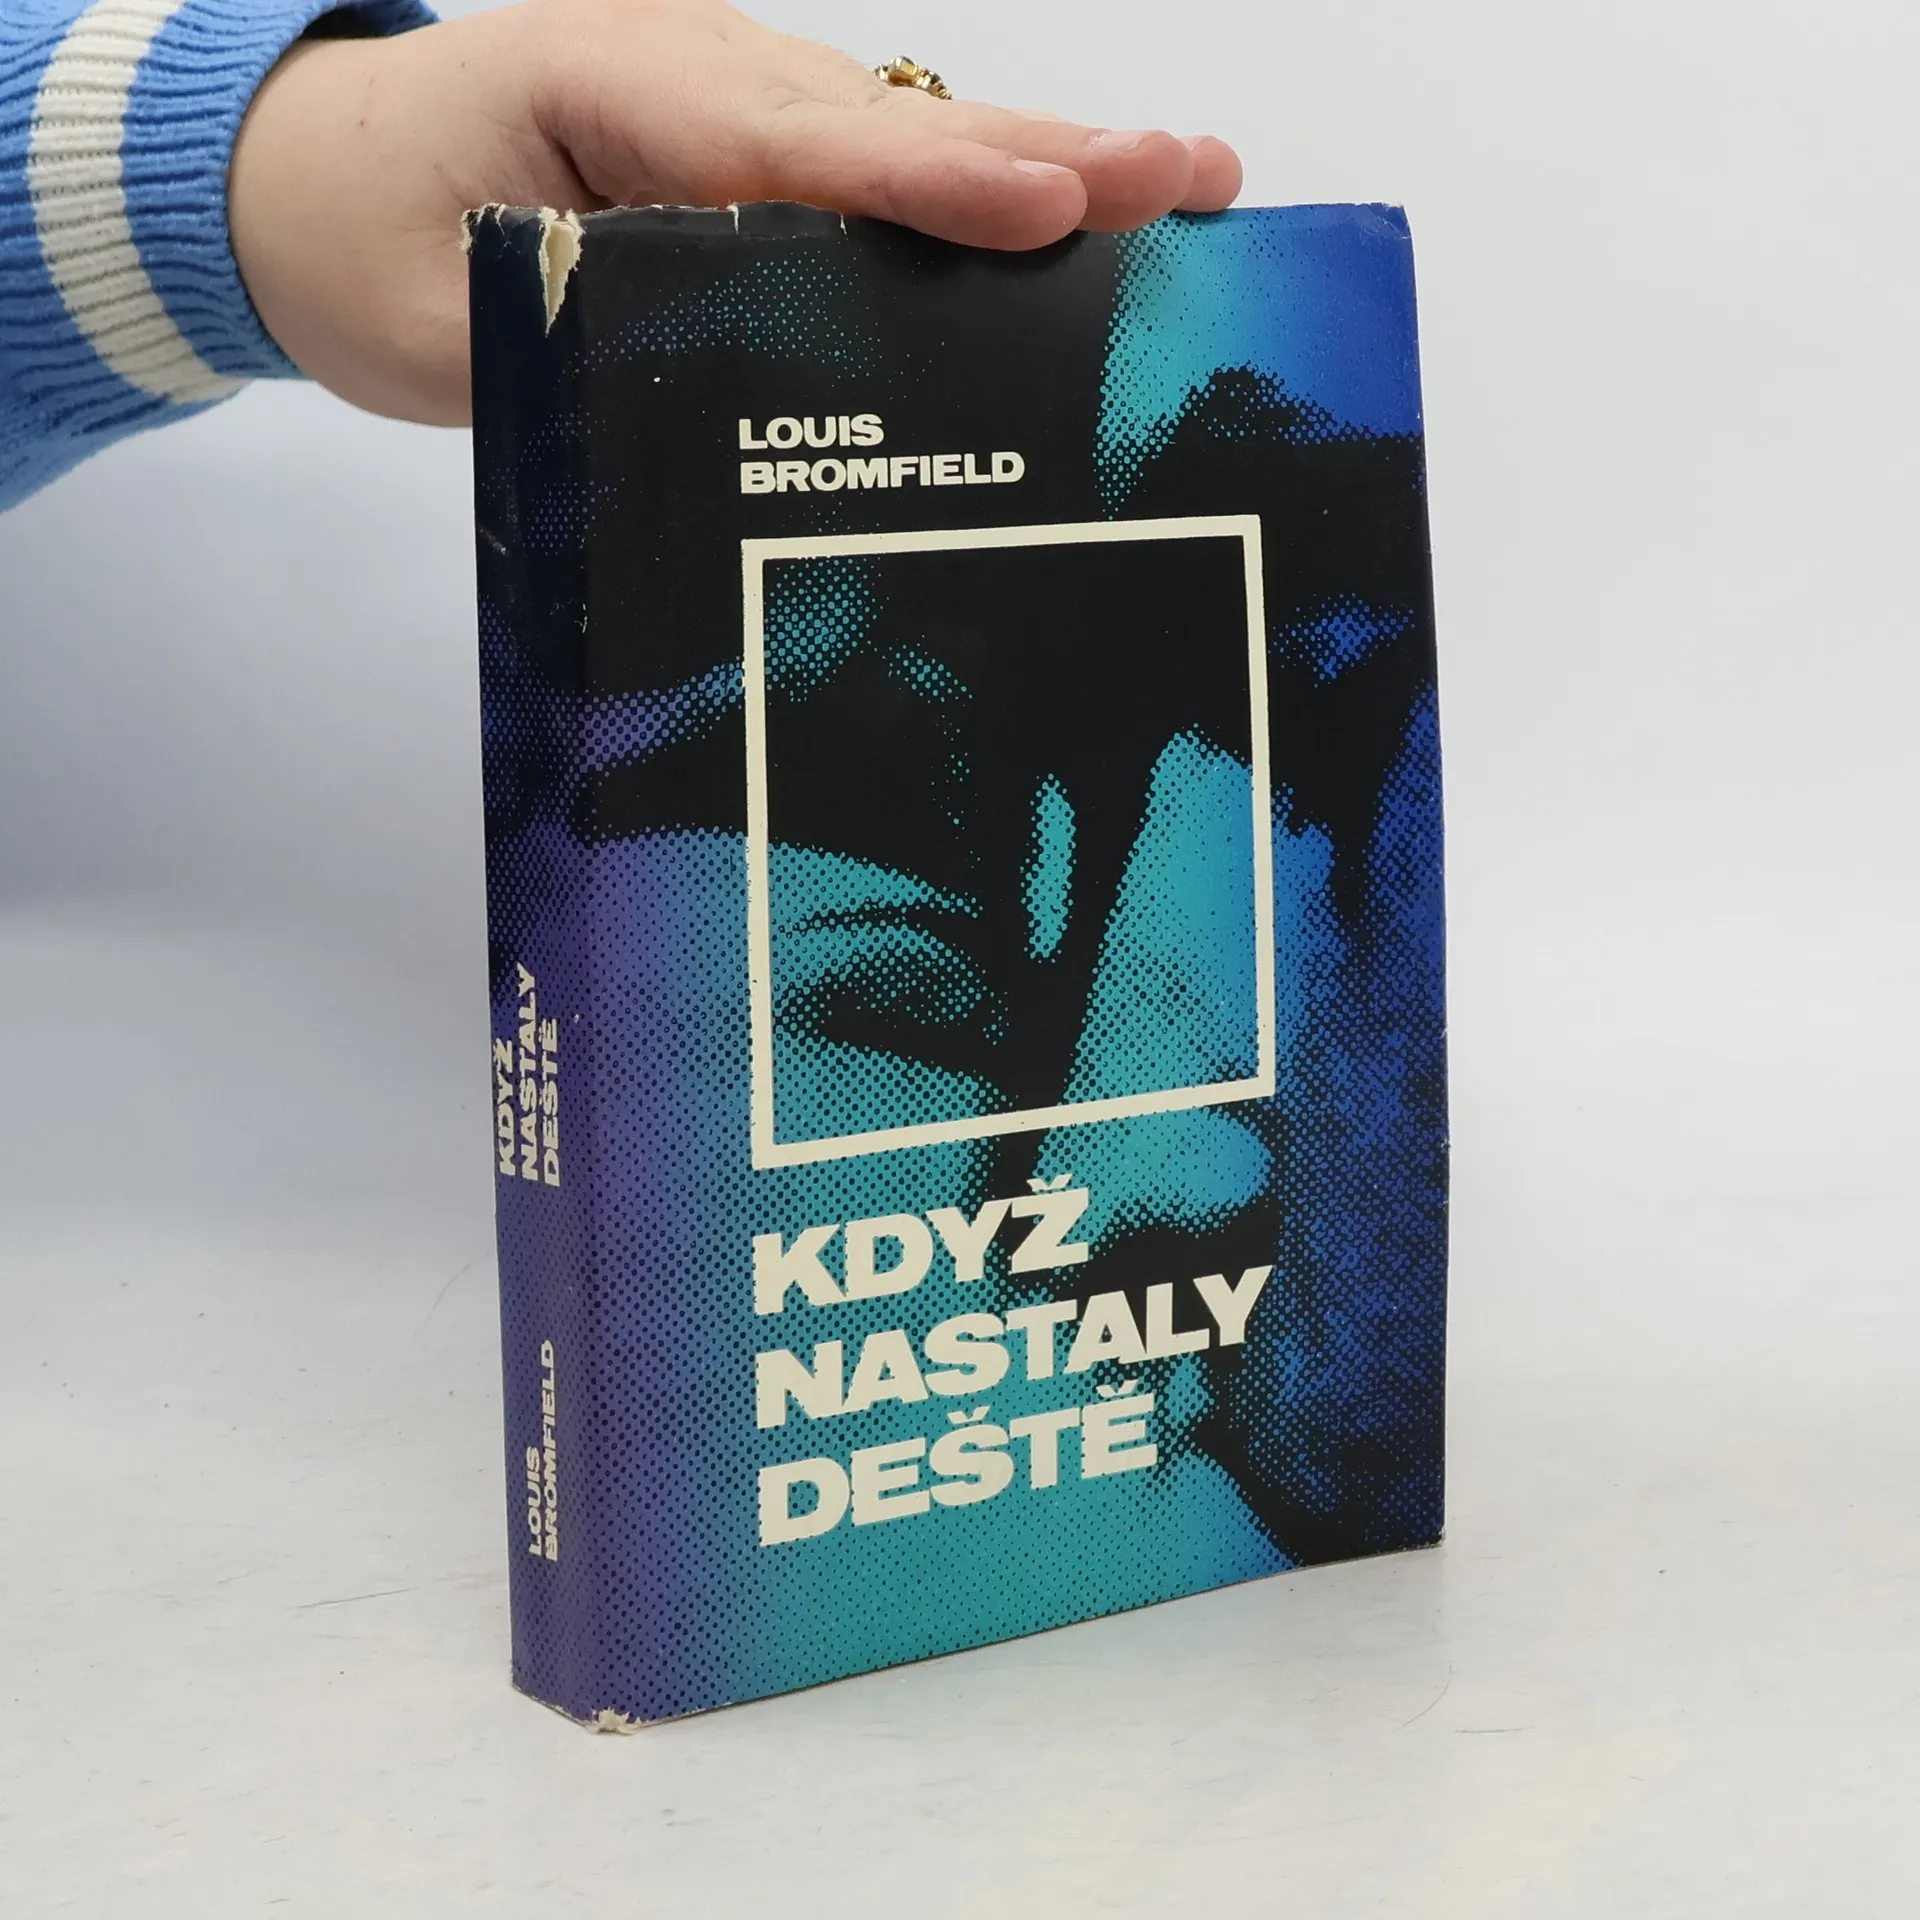 LOUIS
BROMFIELD
KDYŽ
NASTALY
DEŠTĚ
KDYŽ
NASTALY
DEŠTĚ
LOUIS
BROMFIELD